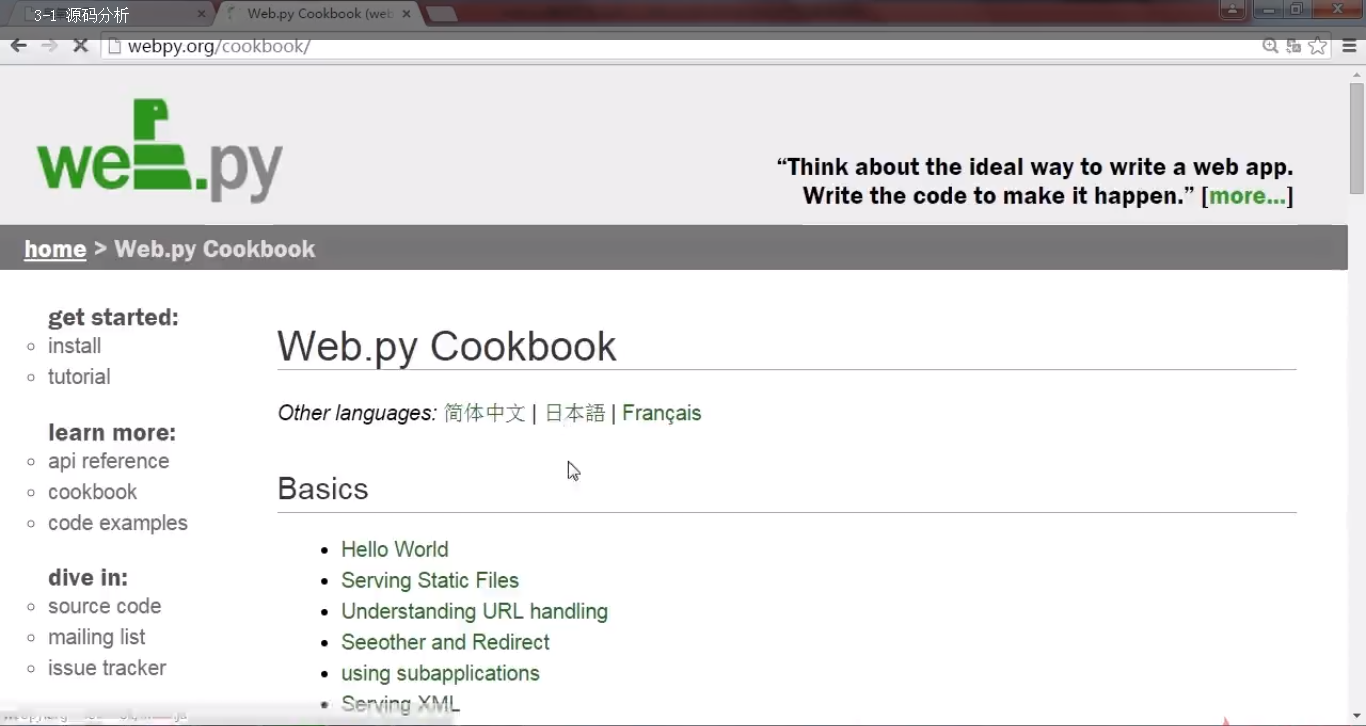 3-1 源码分析
Web.py Cookbook (web
webpy.org/cookbook/
web.py
“Think about the ideal way to write a web app.
Write the code to make it happen.” [more...]
home > Web.py Cookbook
get started:
install
tutorial
learn more:
api reference
cookbook
code examples
dive in:
source code
mailing list
issue tracker
Web.py Cookbook
Other languages: 简体中文 | 日本語 | Français
Basics
Hello World
Serving Static Files
Understanding URL handling
Seeother and Redirect
using subapplications
Serving XML